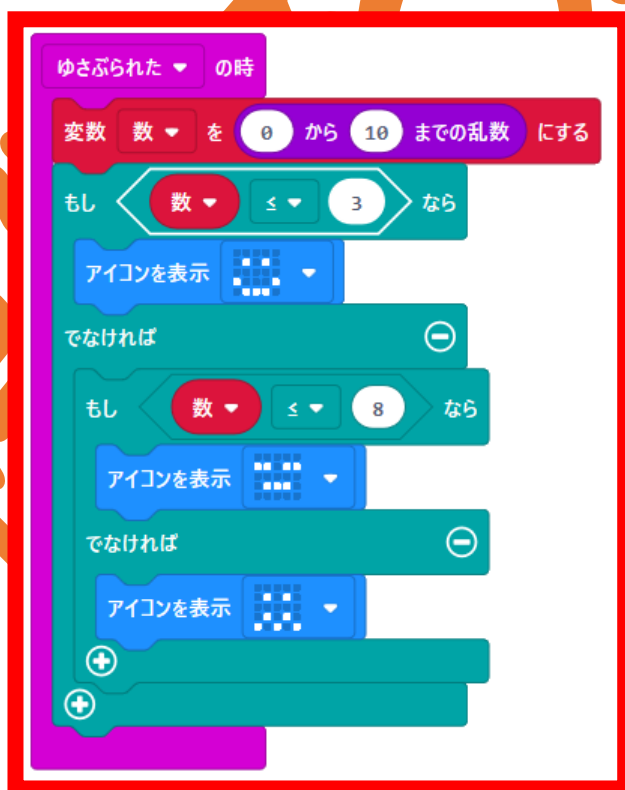 ゆさぶられた の時
変数 数 を 0 から 10 までの乱数 にする
もし 数 ≤ 3 なら
アイコンを表示
でなければ
もし 数 ≤ 8 なら
アイコンを表示
でなければ
アイコンを表示